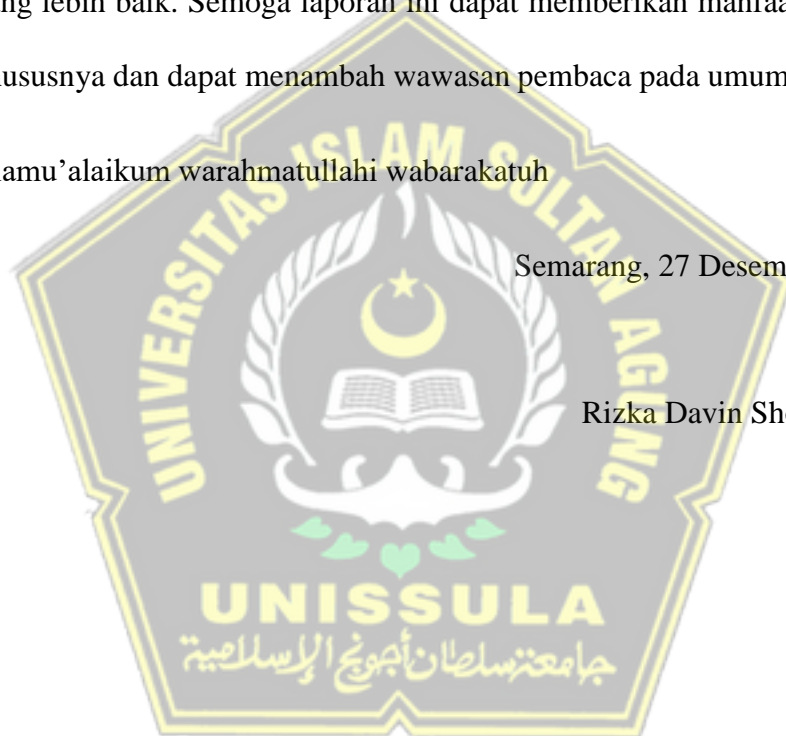 ng lebih baik. Semoga laporan ini dapat memberikan manfaa
ususnya dan dapat menambah wawasan pembaca pada umum
lamu’alaikum warahmatullahi wabarakatuh
Semarang, 27 Desem
Rizka Davin Sh
UNIVERSITAS ISLAM SULTAN AGUNG
UNISSULA
جامعة سلطان أجونج الإسلامية